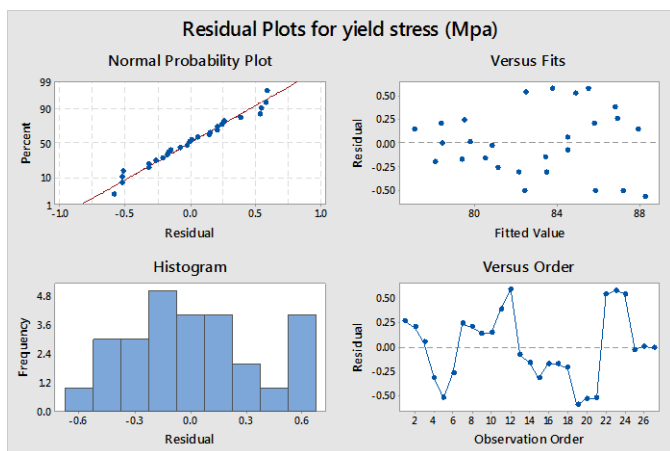 Residual Plots for yield stress (Mpa)
Normal Probability Plot
99
90
50
10
1
Percent
-1.0 -0.5 0.0 0.5 1.0
Residual
Versus Fits
0.50
0.25
0.00
-0.25
-0.50
Residual
80 84 88
Fitted Value
Histogram
4.8
3.6
2.4
1.2
0.0
Frequency
-0.6 -0.3 0.0 0.3 0.6
Residual
Versus Order
0.50
0.25
0.00
-0.25
-0.50
Residual
2 4 6 8 10 12 14 16 18 20 22 24 26
Observation Order